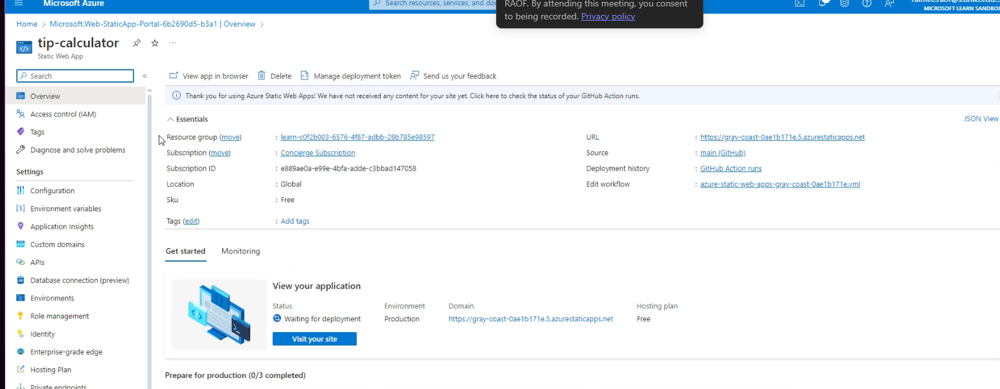 Microsoft Azure
Search resources, services, and
RAOF. By attending this meeting, you consent
to being recorded. Privacy policy
MICROSOFT LEARN SANDBOX
Home > Microsoft.Web-StaticApp-Portal-6b2690d5-b3a1 | Overview >
tip-calculator
Static Web App
Search
View app in browser Delete Manage deployment token Send us your feedback
Thank you for using Azure Static Web Apps! We have not received any content for your site yet. Click here to check the status of your GitHub Action runs.
Overview
Access control (IAM)
Tags
Diagnose and solve problems
Settings
Configuration
Environment variables
Application Insights
Custom domains
APIs
Database connection (preview)
Environments
Role management
Identity
Enterprise-grade edge
Hosting Plan
Private endpoints
Essentials
JSON View
Resource group (move) : learn-c0f2b003-6576-4f87-adbb-28b785e98597
Subscription (move) : Concierge Subscription
Subscription ID : e889ae0a-e99e-4bfa-adde-c3bbad147058
Location : Global
Sku : Free
Tags (edit) : Add tags
URL : https://gray-coast-0ae1b171e.5.azurestaticapps.net
Source : main (GitHub)
Deployment history : GitHub Action runs
Edit workflow : azure-static-web-apps-gray-coast-0ae1b171e.yml
Get started Monitoring
View your application
Status Environment Domain Hosting plan
Waiting for deployment Production https://gray-coast-0ae1b171e.5.azurestaticapps.net Free
Visit your site
Prepare for production (0/3 completed)